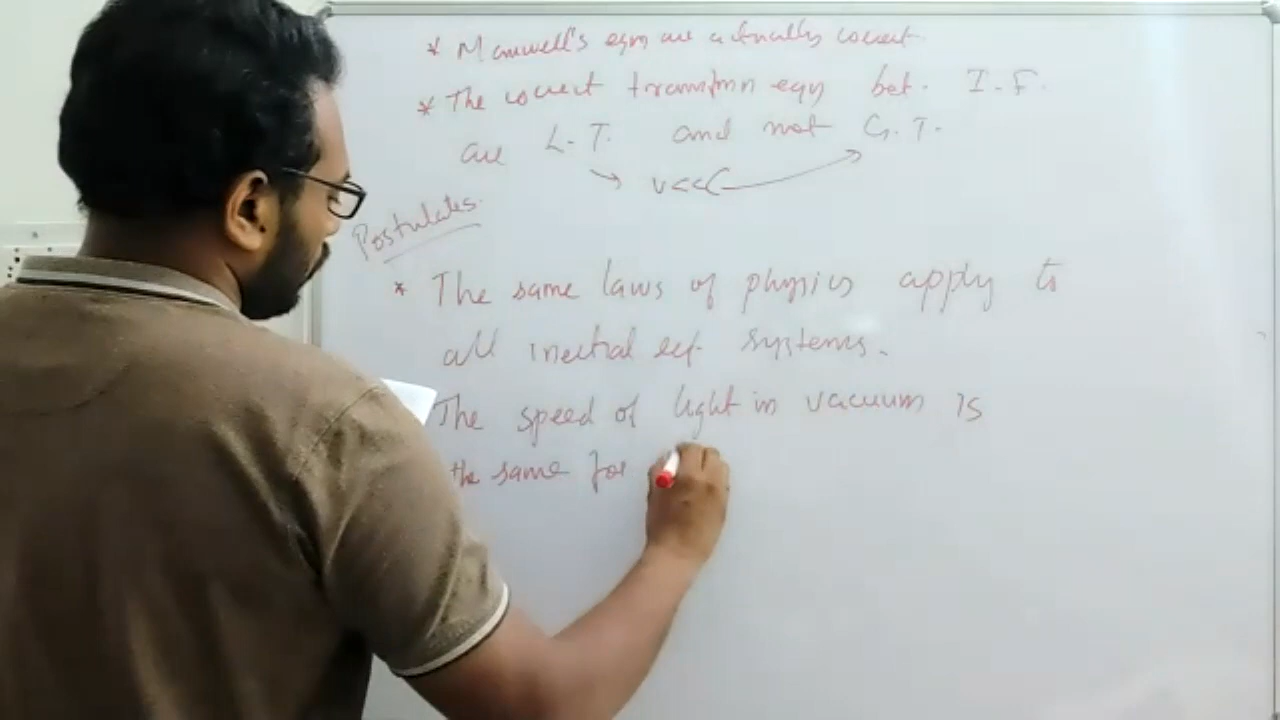 * Maxwell's eqn are actually correct.
* The correct transfmn eqn bet. I.F.
are L.T. and not G.T.
→ v<<C
Postulates.
* The same laws of physics apply to
all inertial ref. systems.
The speed of light in vacuum is
the same for